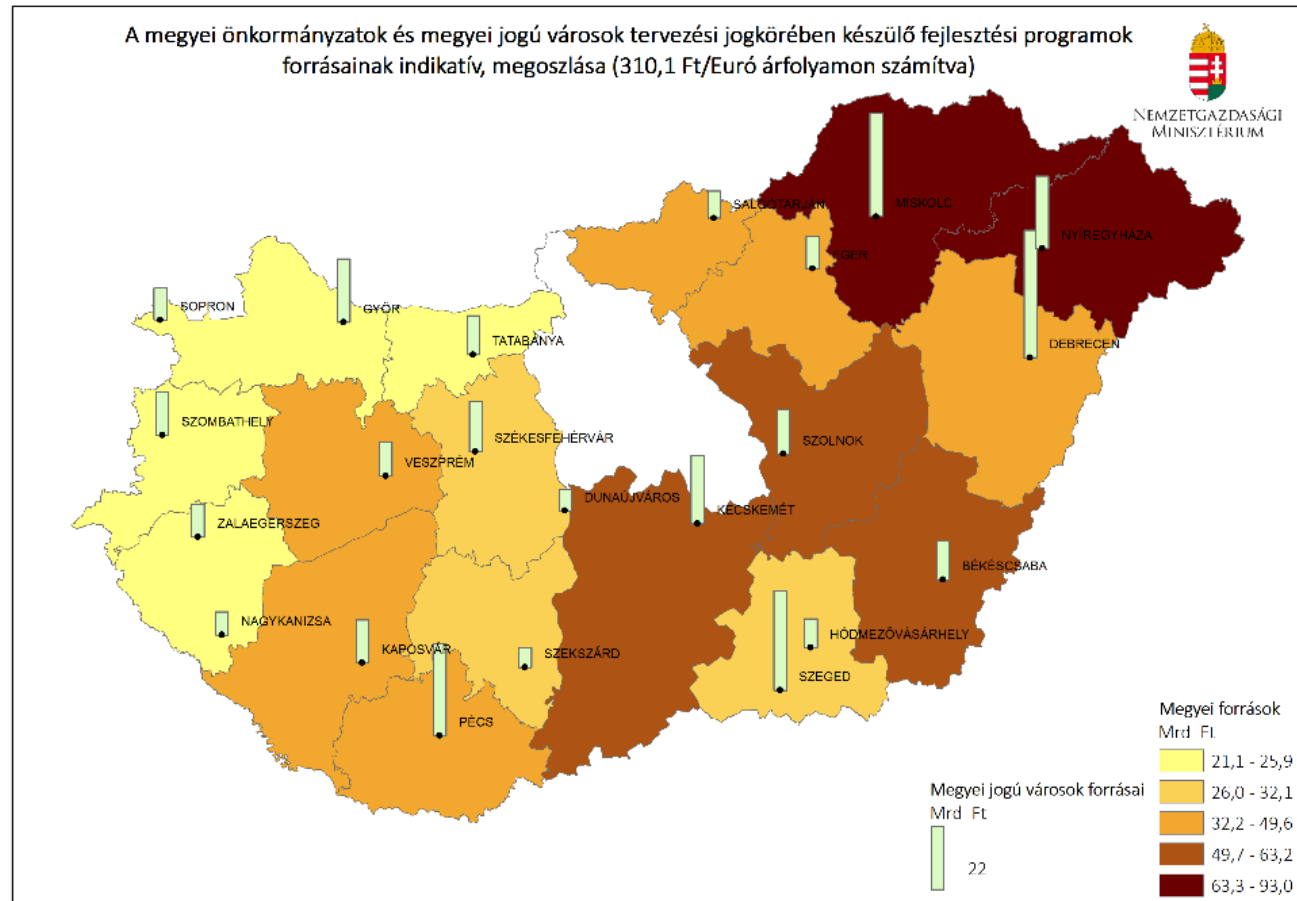 A megyei önkormányzatok és megyei jogú városok tervezési jogkörében készülő fejlesztési programok
forrásainak indikatív, megoszlása (310,1 Ft/Euró árfolyamon számítva)
NEMZETGAZDASÁGI
MINISZTÉRIUM
SALGÓTARJÁN
MISKOLC
NYÍREGYHÁZA
EGER
SOPRON
GYŐR
TATABÁNYA
DEBRECEN
SZOMBATHELY
SZÉKESFEHÉRVÁR
SZOLNOK
VESZPRÉM
DUNAÚJVÁROS
KECSKEMÉT
ZALAEGERSZEG
BÉKÉSCSABA
NAGYKANIZSA
HÓDMEZŐVÁSÁRHELY
KAPOSVÁR
SZEKSZÁRD
SZEGED
PÉCS
Megyei jogú városok forrásai
Mrd Ft
22
Megyei források
Mrd Ft
21,1 - 25,9
26,0 - 32,1
32,2 - 49,6
49,7 - 63,2
63,3 - 93,0